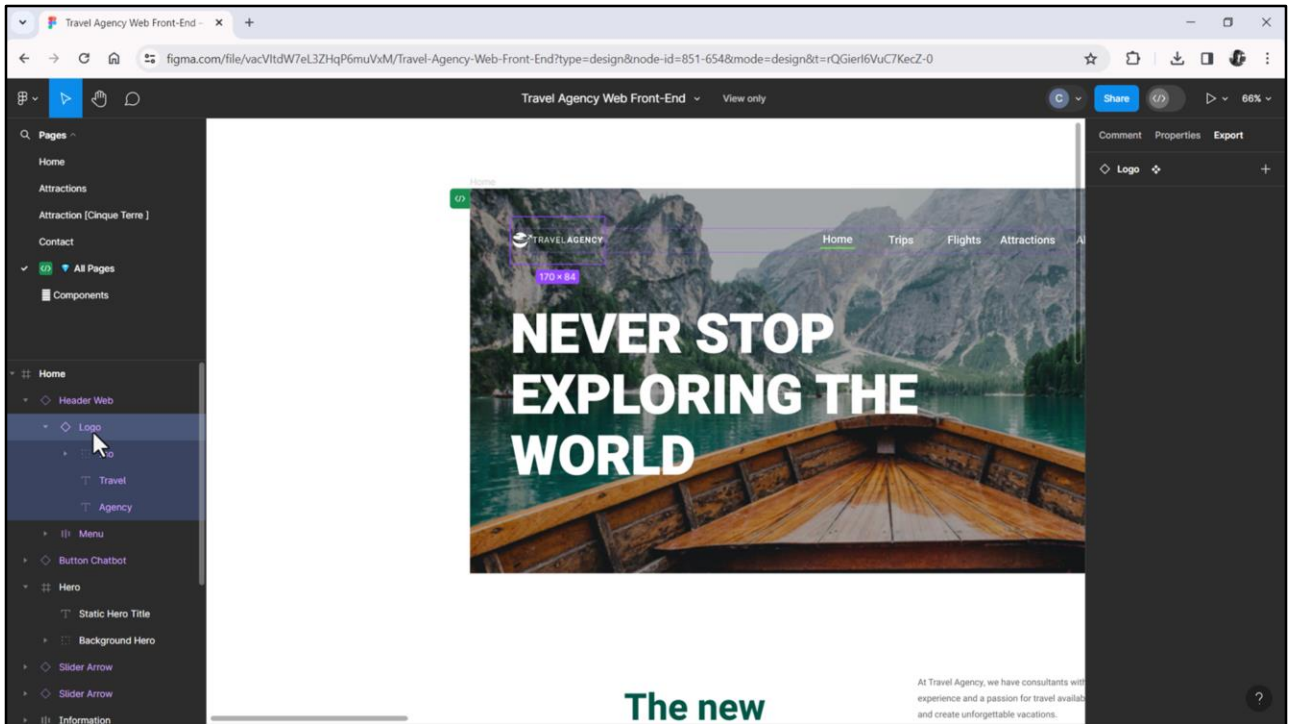 Travel Agency Web Front-End -
figma.com/file/vacVItdW7eL3ZHqP6muVxM/Travel-Agency-Web-Front-End?type=design&node-id=851-654&mode=design&t=rQGierI6VuC7KecZ-0
Travel Agency Web Front-End View only
C Share 66%
Pages
Home
Attractions
Attraction [Cinque Terre ]
Contact
All Pages
Components
Home
Header Web
Logo
Travel
Agency
Menu
Button Chatbot
Hero
Static Hero Title
Background Hero
Slider Arrow
Slider Arrow
Information
Home
TRAVELAGENCY
Home Trips Flights Attractions
170 × 84
NEVER STOP
EXPLORING THE
WORLD
The new
At Travel Agency, we have consultants with
experience and a passion for travel availab
and create unforgettable vacations.
Comment Properties Export
Logo
?